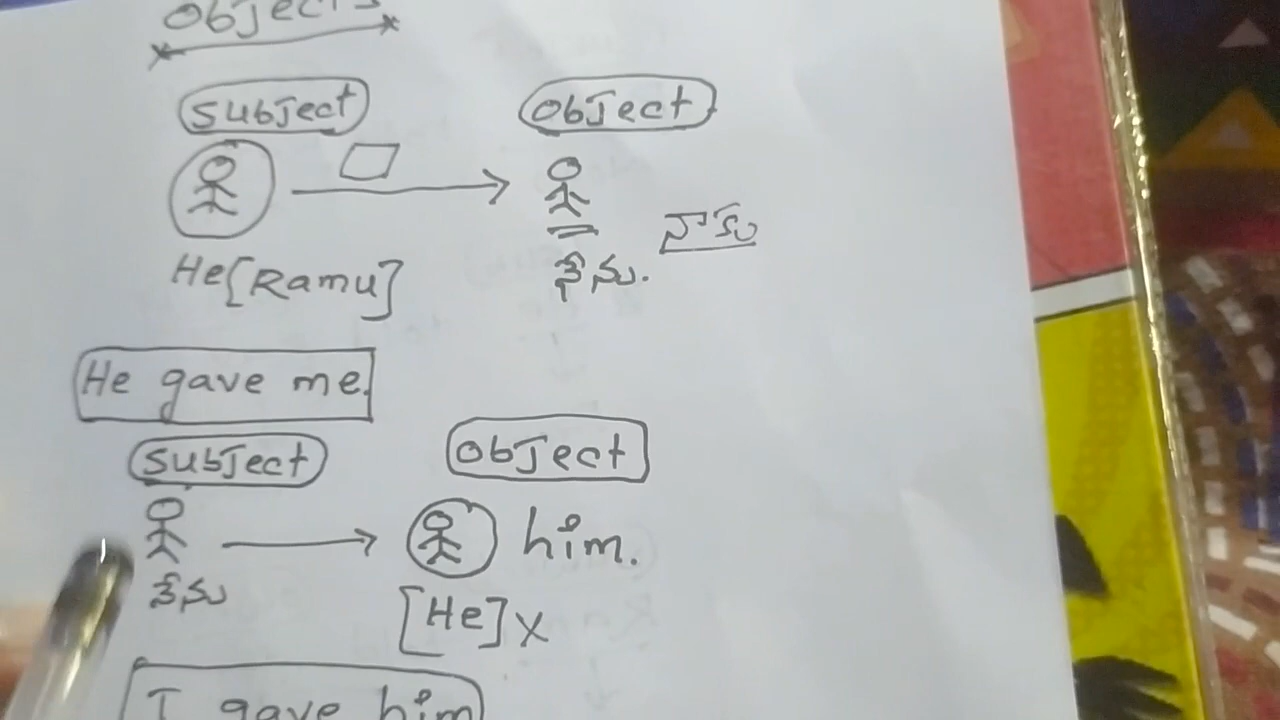 Objects
Subject Object
నాకు
He [Ramu] నేను.
He gave me.
Subject Object
him.
నేను [He] x
I gave him